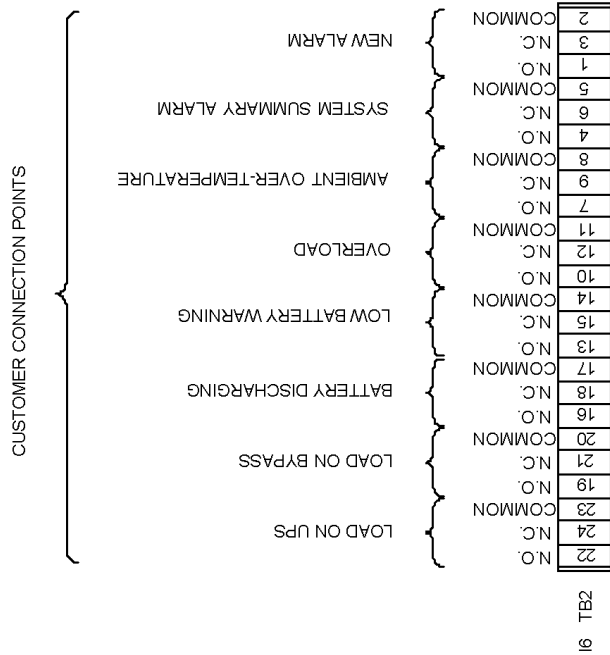 TB2
22 N.O.
24 N.C. LOAD ON UPS
23 COMMON
19 N.O.
21 N.C. LOAD ON BYPASS
20 COMMON
16 N.O.
18 N.C. BATTERY DISCHARGING
17 COMMON
13 N.O.
15 N.C. LOW BATTERY WARNING
14 COMMON
10 N.O.
12 N.C. OVERLOAD
11 COMMON
7 N.O.
9 N.C. AMBIENT OVER-TEMPERATURE
8 COMMON
4 N.O.
6 N.C. SYSTEM SUMMARY ALARM
5 COMMON
1 N.O.
3 N.C. NEW ALARM
2 COMMON
CUSTOMER CONNECTION POINTS